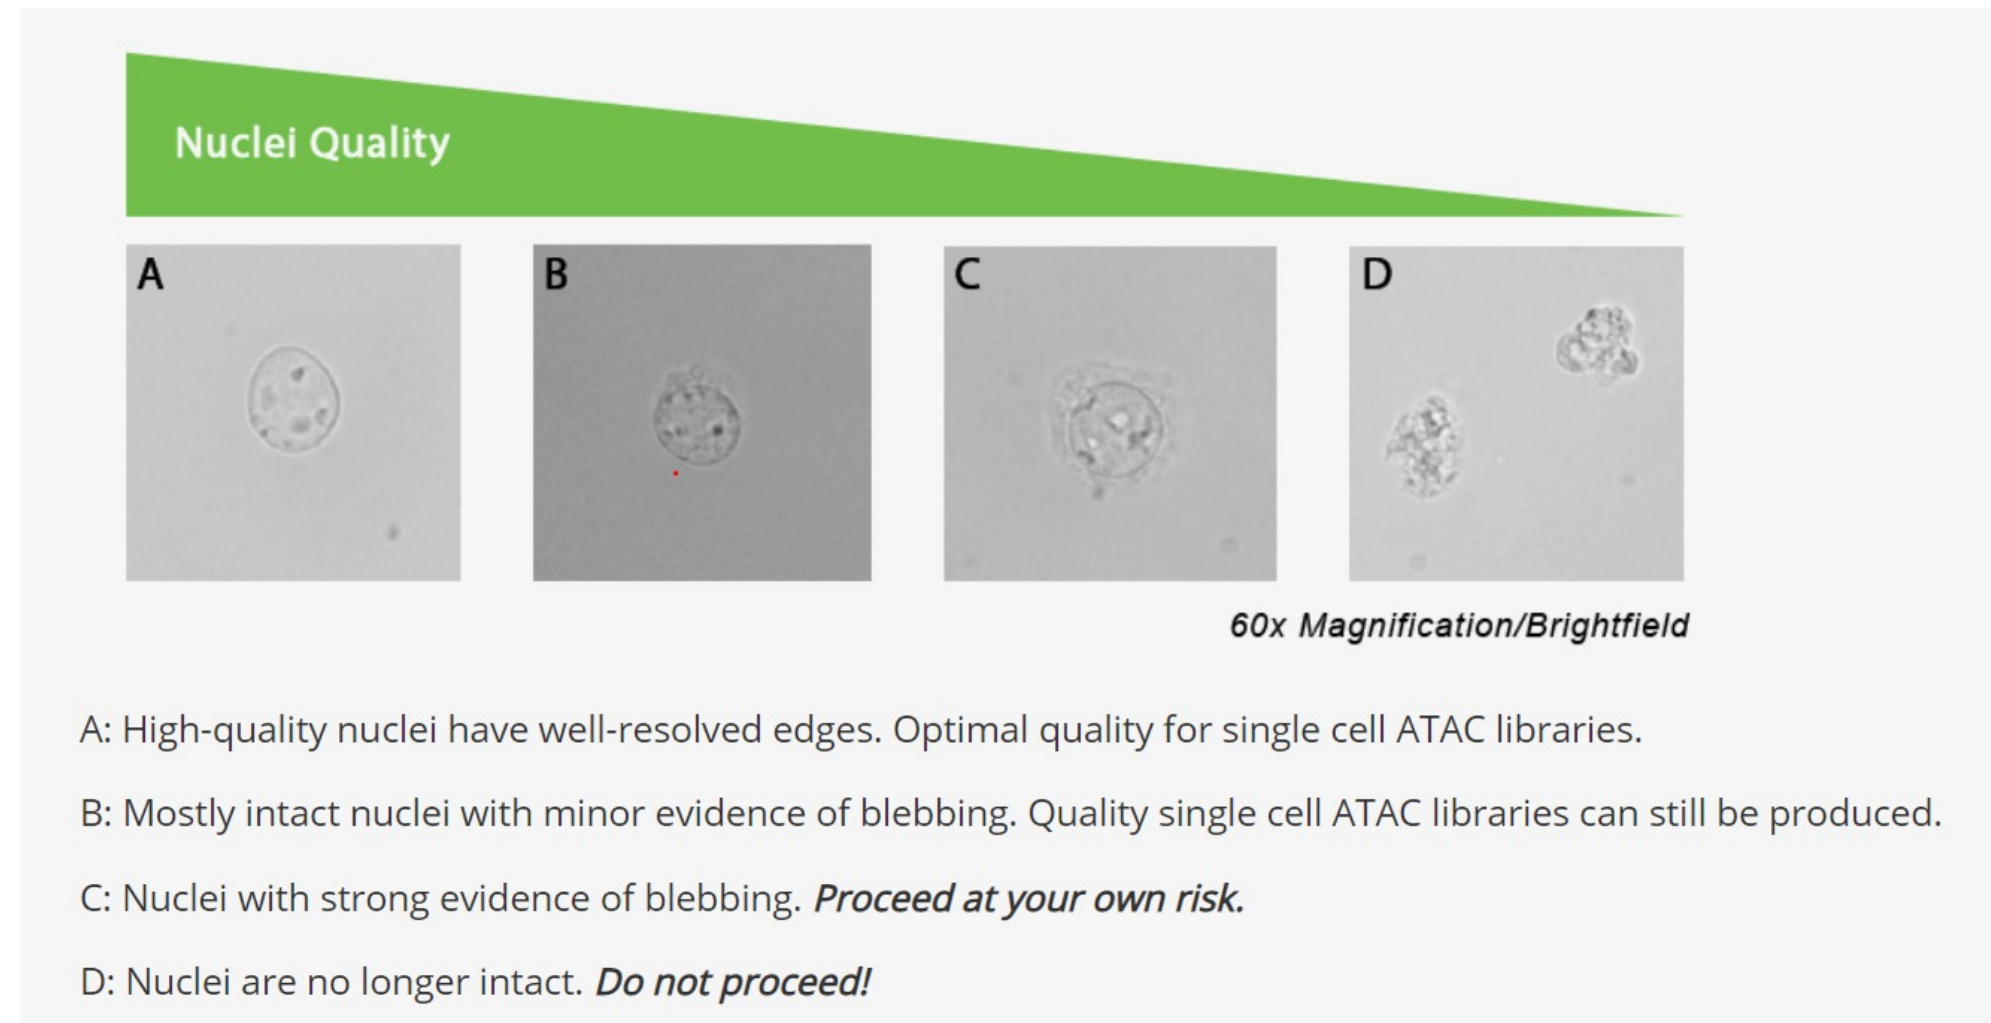 Nuclei Quality
A
B
C
D
60x Magnification/Brightfield
A: High-quality nuclei have well-resolved edges. Optimal quality for single cell ATAC libraries.
B: Mostly intact nuclei with minor evidence of blebbing. Quality single cell ATAC libraries can still be produced.
C: Nuclei with strong evidence of blebbing. Proceed at your own risk.
D: Nuclei are no longer intact. Do not proceed!